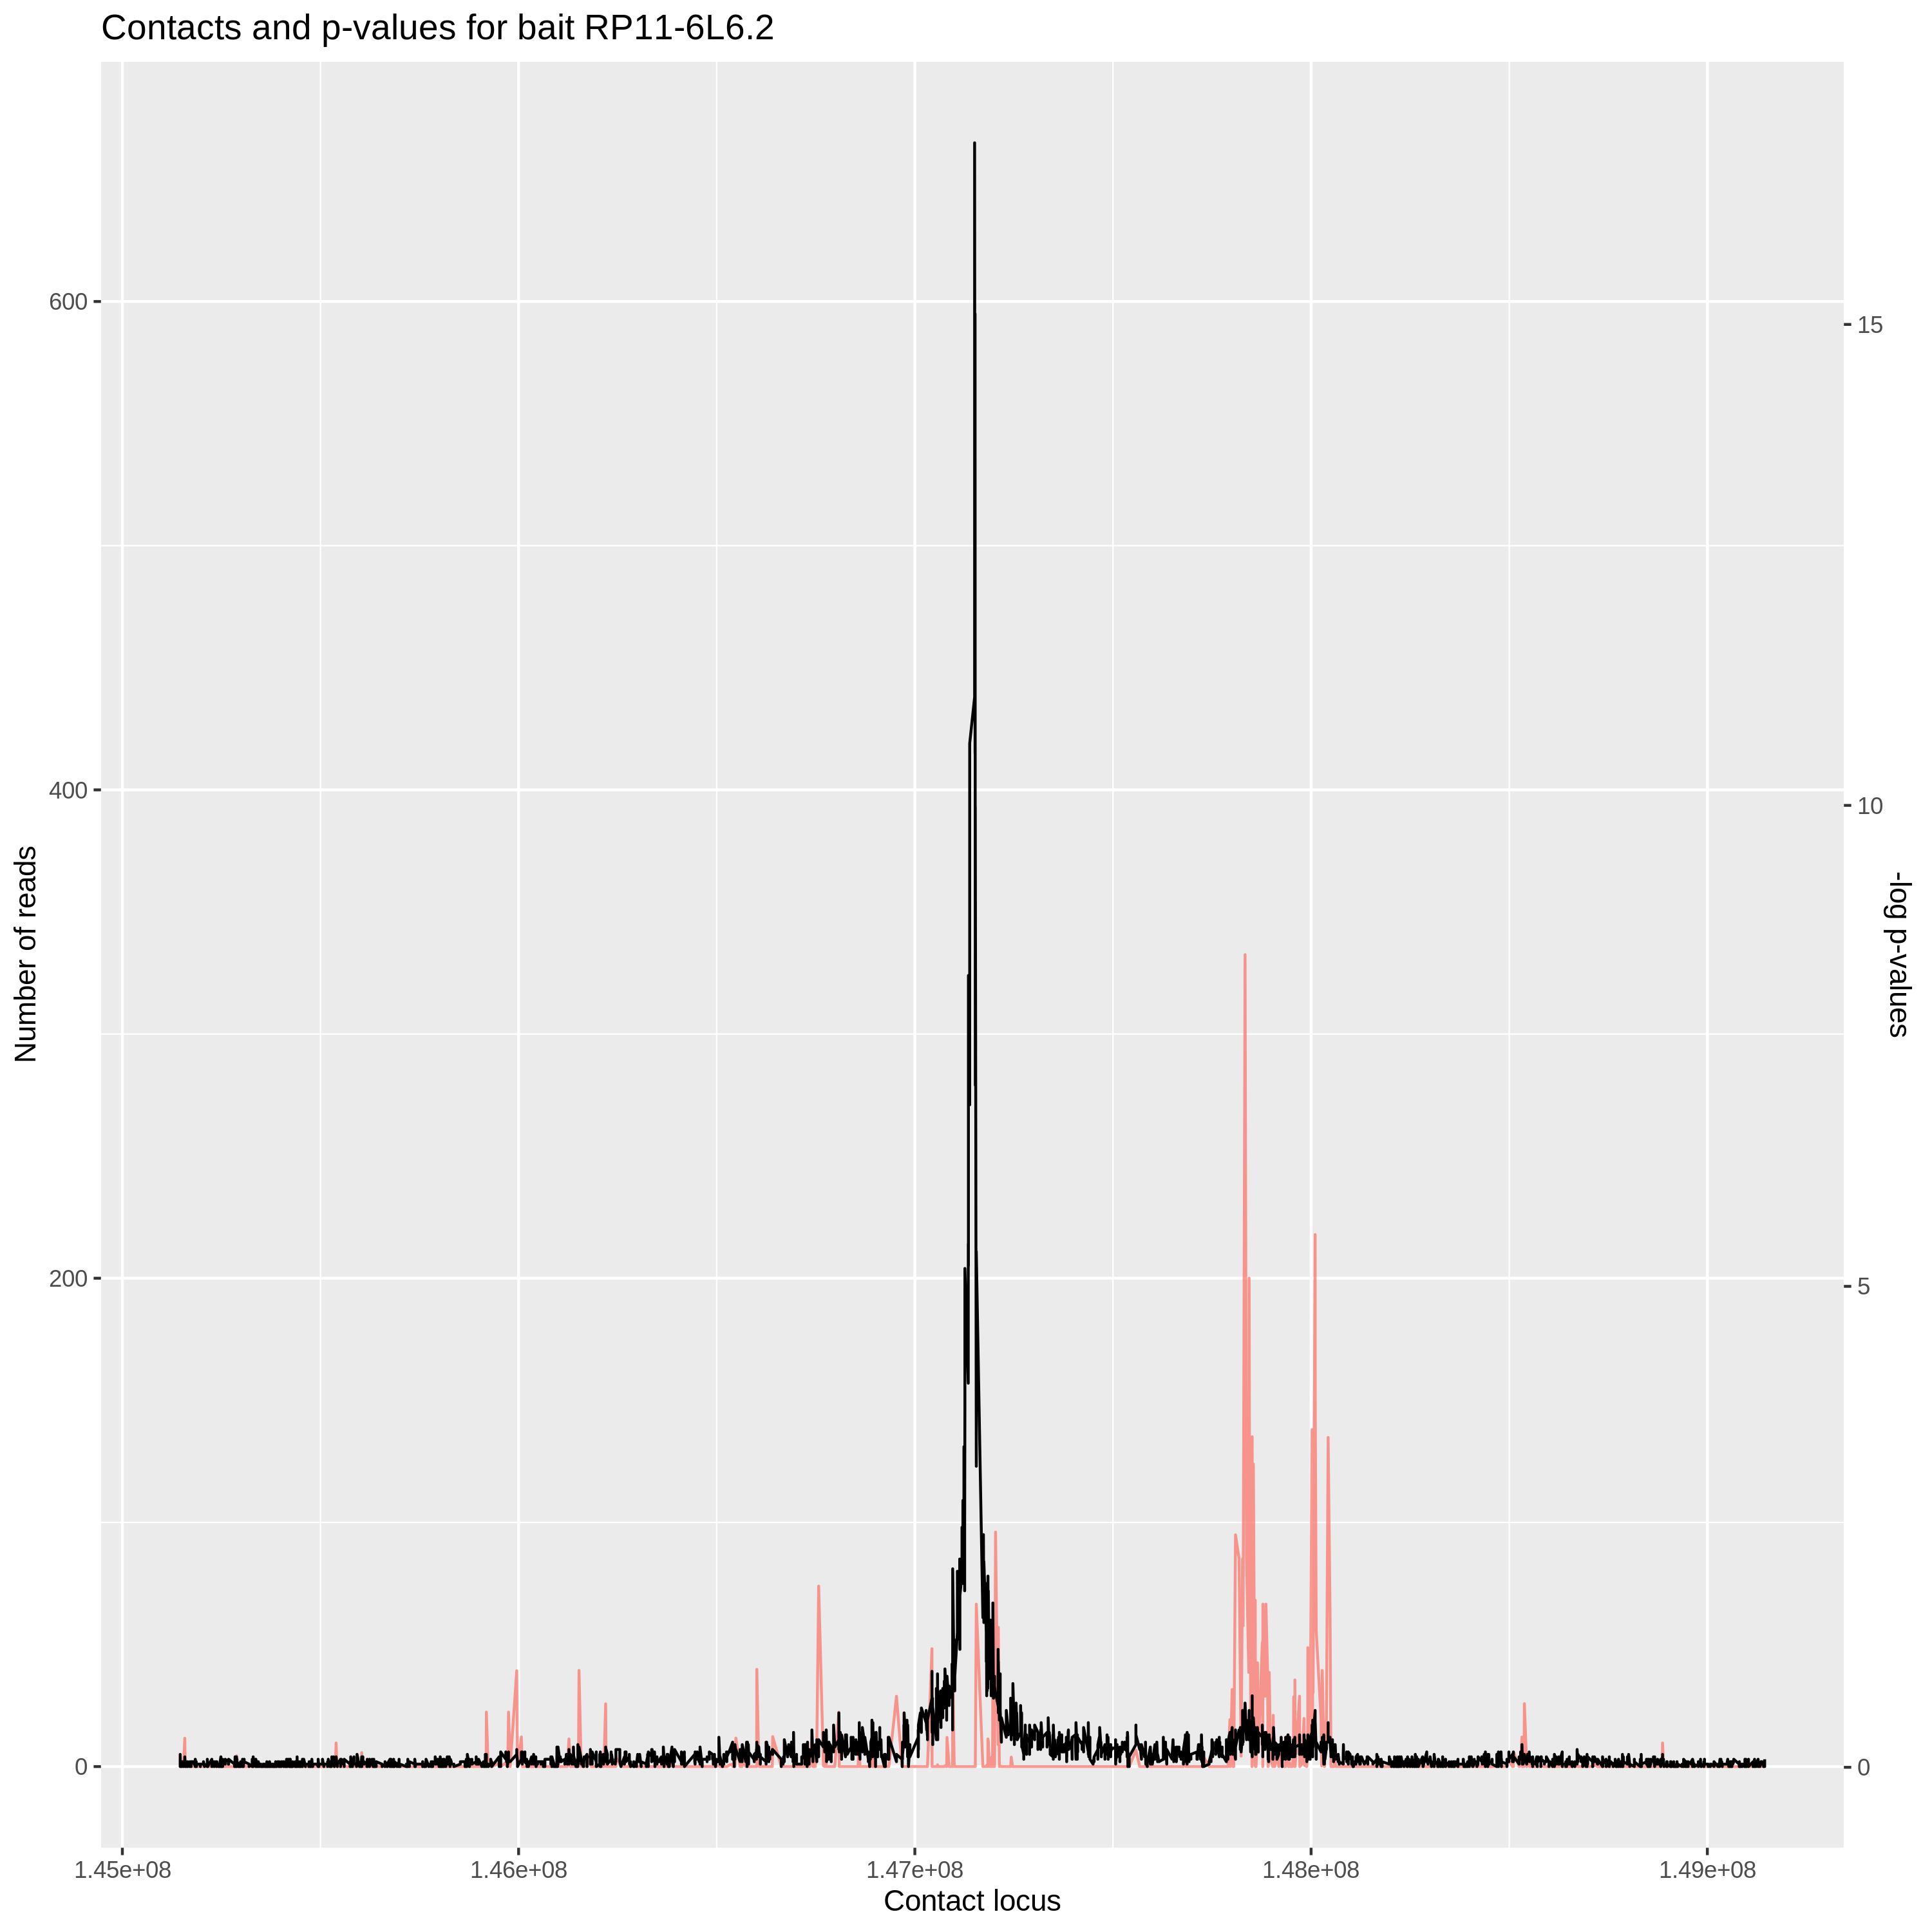 Contacts and p-values for bait RP11-6L6.2
Number of reads
600
400
200
0
15
10
5
0
-log p-values
1.45e+08
1.46e+08
1.47e+08
1.48e+08
1.49e+08
Contact locus